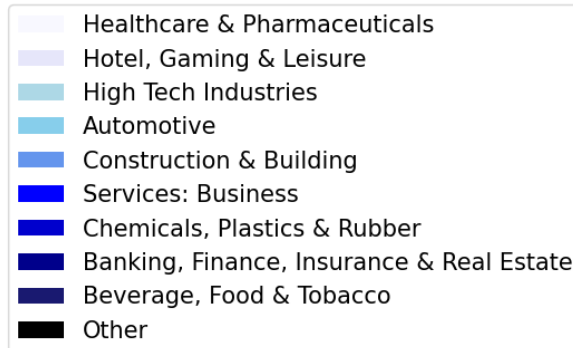 Healthcare & Pharmaceuticals
Hotel, Gaming & Leisure
High Tech Industries
Automotive
Construction & Building
Services: Business
Chemicals, Plastics & Rubber
Banking, Finance, Insurance & Real Estate
Beverage, Food & Tobacco
Other